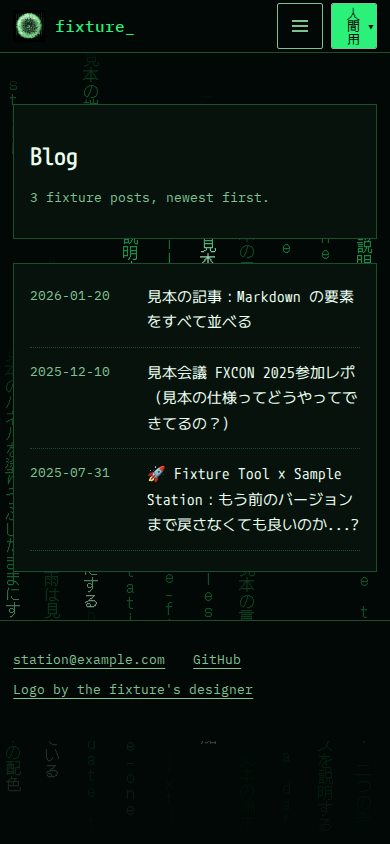 fixture_
人間用 ▼
Blog
3 fixture posts, newest first.
2026-01-20
見本の記事：Markdown の要素
をすべて並べる
2025-12-10
見本会議 FXCON 2025参加レポ
（見本の仕様ってどうやってで
きてるの？)
2025-07-31
🚀 Fixture Tool x Sample
Station：もう前のバージョン
まで戻さなくても良いのか...?
station@example.com
GitHub
Logo by the fixture's designer